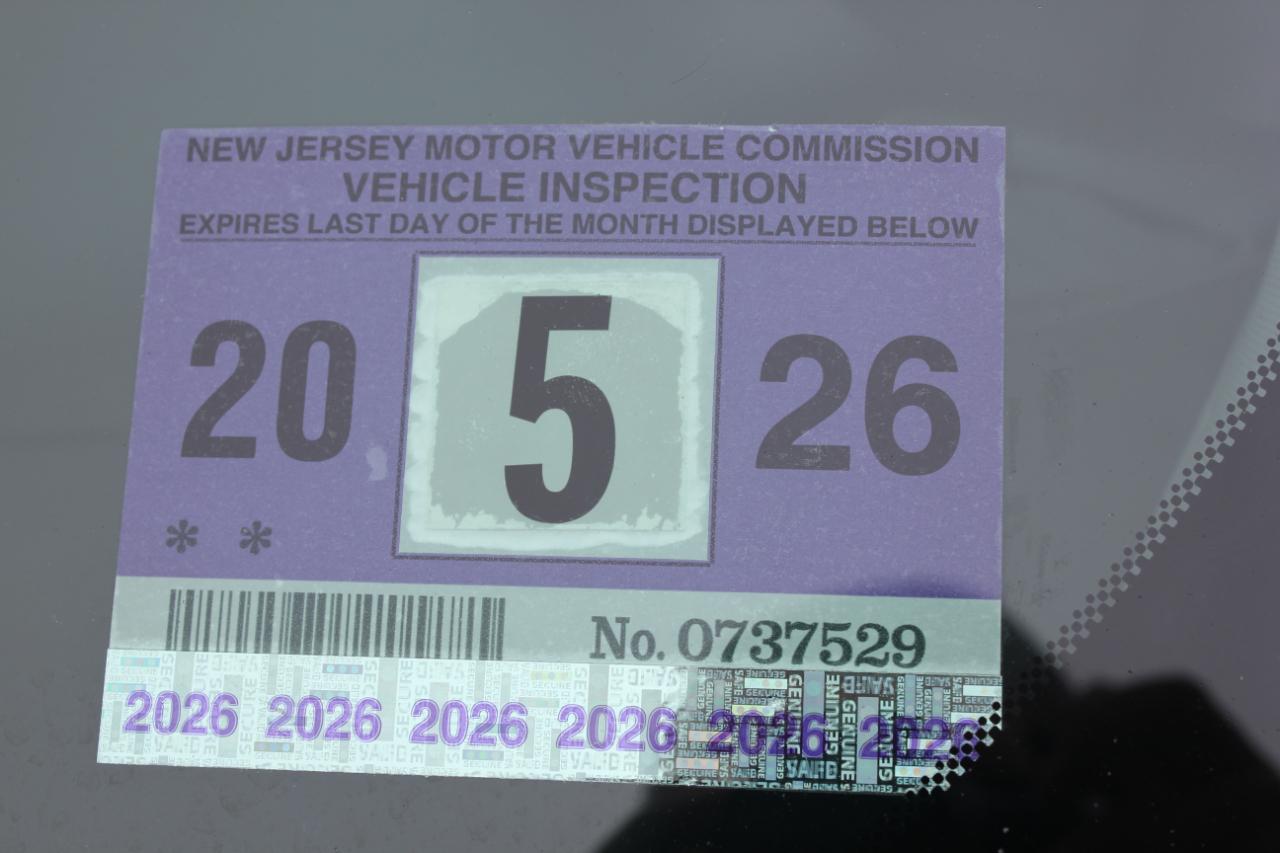 NEW JERSEY MOTOR VEHICLE COMMISSION
VEHICLE INSPECTION
EXPIRES LAST DAY OF THE MONTH DISPLAYED BELOW
20 5 26
* *
No. 0737529
2026 2026 2026 2026 2026 2026